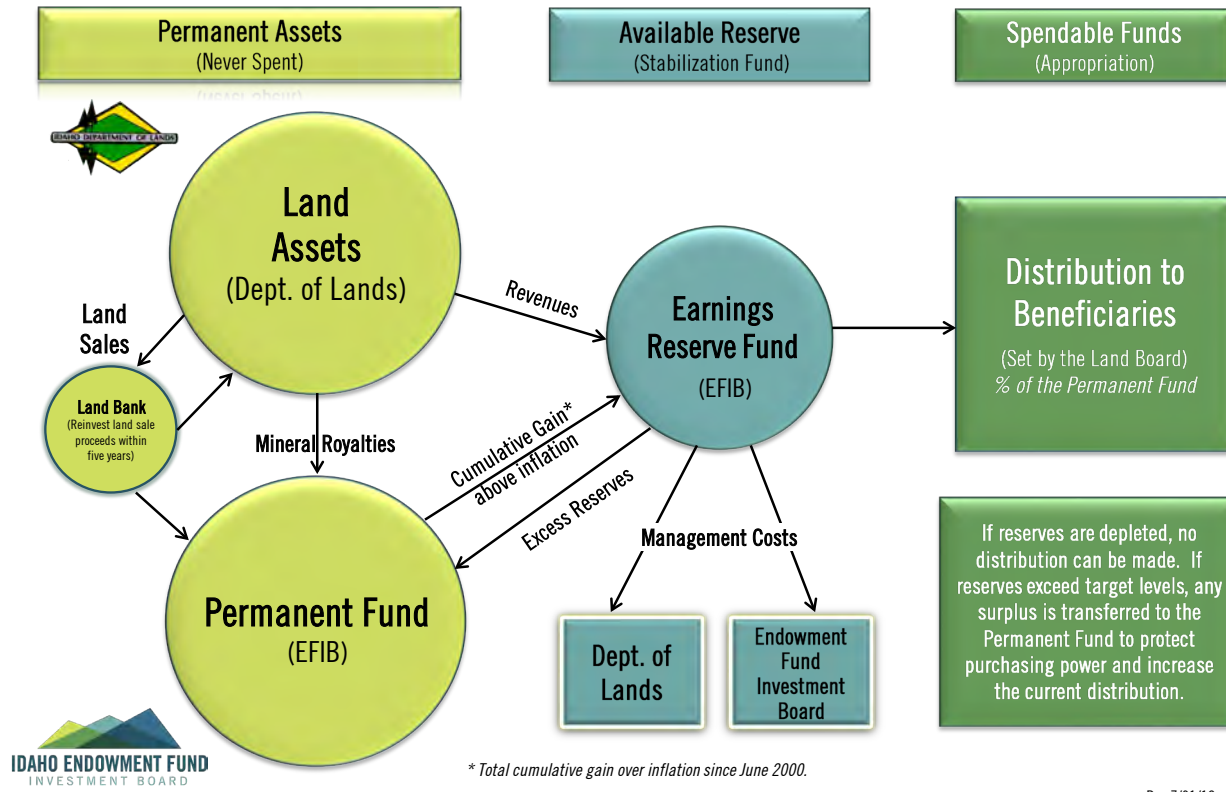 Permanent Assets
(Never Spent)
Available Reserve
(Stabilization Fund)
Spendable Funds
(Appropriation)
IDAHO DEPARTMENT OF LANDS
Land
Assets
(Dept. of Lands)
Land
Sales
Land Bank
(Reinvest land sale
proceeds within
five years)
Mineral Royalties
Revenues
Cumulative Gain*
above inflation
Excess Reserves
Earnings
Reserve Fund
(EFIB)
Distribution to
Beneficiaries
(Set by the Land Board)
% of the Permanent Fund
Permanent Fund
(EFIB)
Management Costs
Dept. of
Lands
Endowment
Fund
Investment
Board
If reserves are depleted, no
distribution can be made. If
reserves exceed target levels, any
surplus is transferred to the
Permanent Fund to protect
purchasing power and increase
the current distribution.
IDAHO ENDOWMENT FUND
INVESTMENT BOARD
* Total cumulative gain over inflation since June 2000.